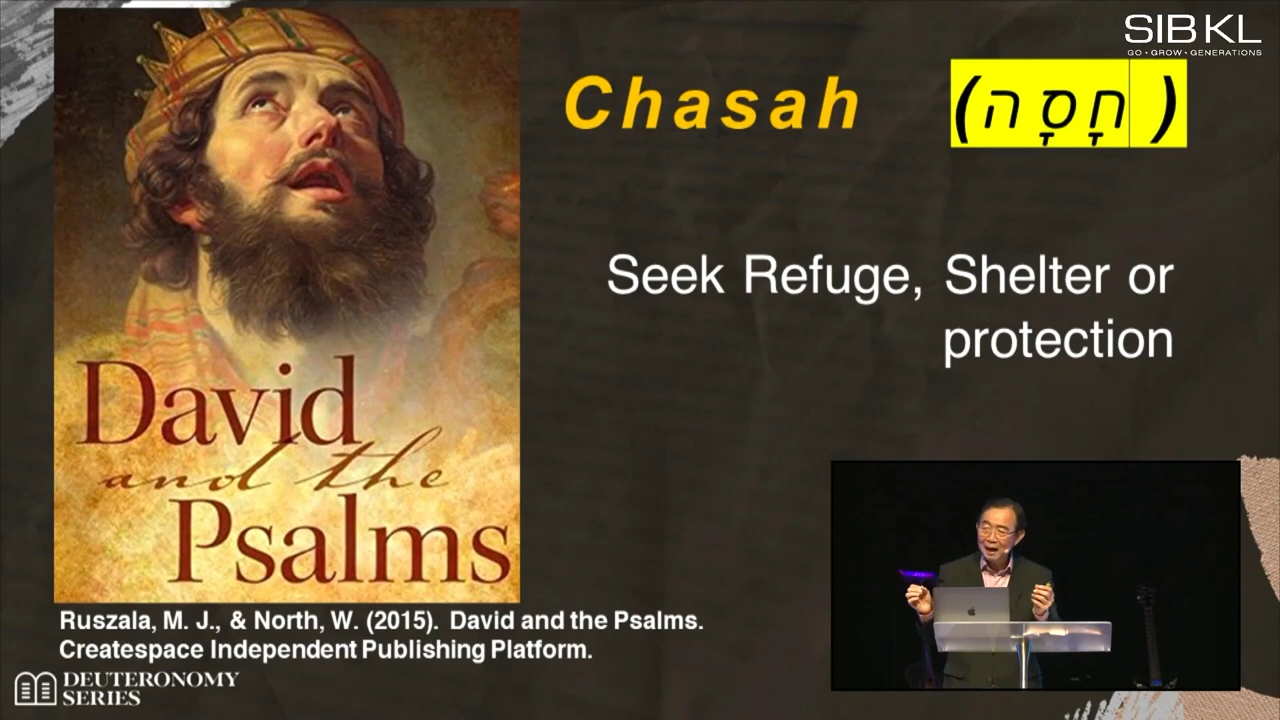 SIBKL
GO • GROW • GENERATIONS
Chasah (חָסָה)
Seek Refuge, Shelter or
protection
David
and the
Psalms
Ruszala, M. J., & North, W. (2015). David and the Psalms.
Createspace Independent Publishing Platform.
DEUTERONOMY
SERIES